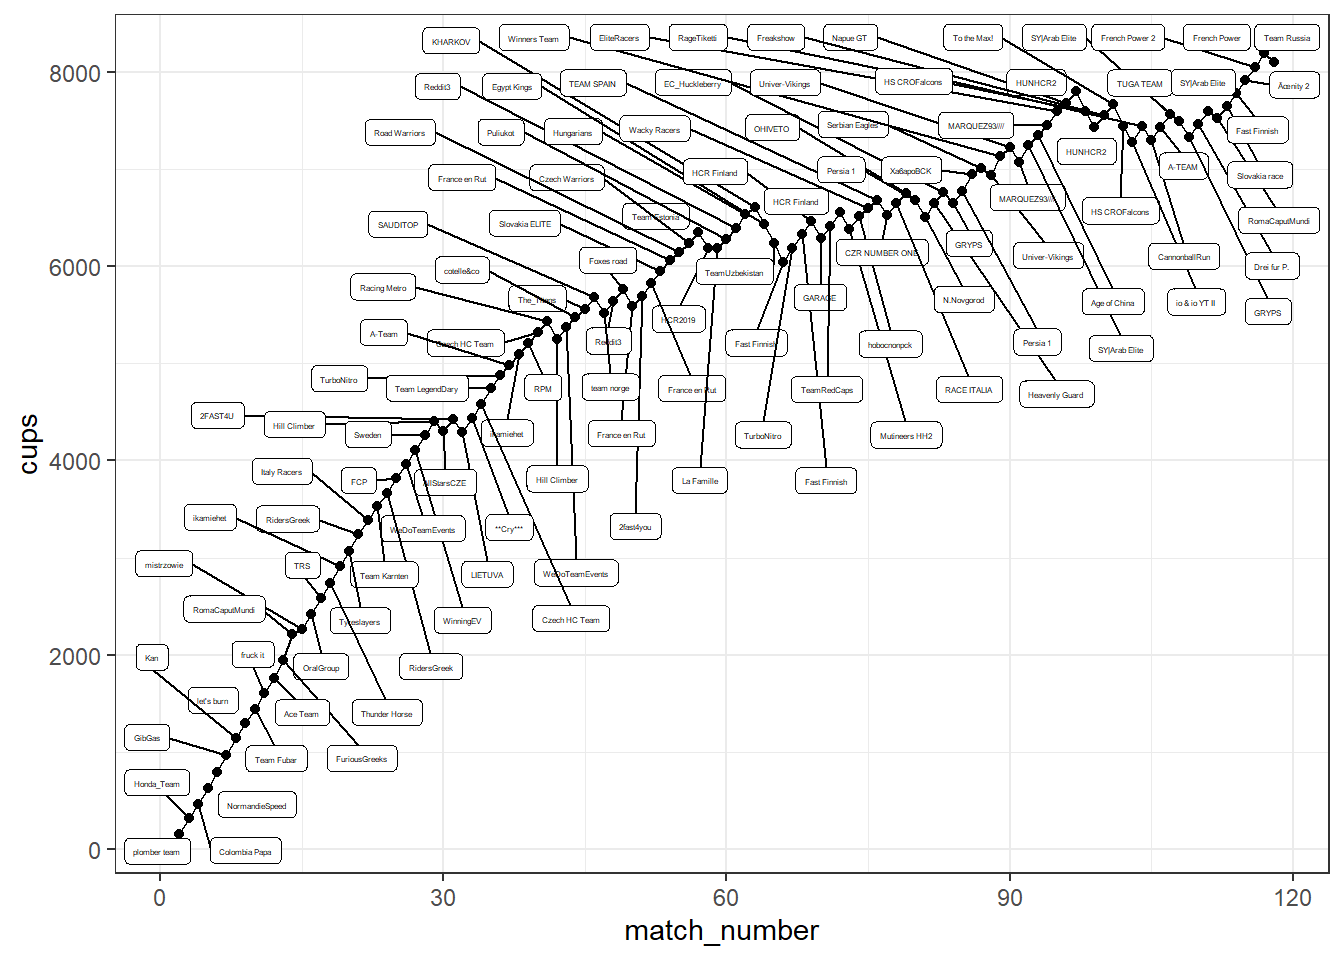 KHARKOV
Winners Team
EliteRacers
RageTiketti
Freakshow
Napue GT
To the Max!
SY|Arab Elite
French Power 2
French Power
Team Russia
8000
Reddit3
Egypt Kings
TEAM SPAIN
EC_Huckleberry
Univer-Vikings
HS CROFalcons
HUNHCR2
TUGA TEAM
SY|Arab Elite
Äcenity 2
Road Warriors
Puliukot
Hungarians
Wacky Racers
OHIVETO
Serbian Eagles
MARQUEZ93////
Fast Finnish
HUNHCR2
A-TEAM
France en Rut
Czech Warriors
HCR Finland
Persia 1
ХабароВСК
Slovakia race
SAUDITOP
Slovakia ELITE
Team Estonia
HCR Finland
MARQUEZ93////
HS CROFalcons
RomaCaputMundi
6000
cotelle&co
Foxes road
TeamUzbekistan
CZR NUMBER ONE
GRYPS
Univer-Vikings
CannonballRun
Drei fur P.
Racing Metro
The_Titans
GARAGE
N.Novgorod
Age of China
io & io YT II
GRYPS
A-Team
Czech HC Team
Reddit3
HCR2019
Fast Finnish
hobocnonpck
Persia 1
SY|Arab Elite
TurboNitro
Team LegendDary
RPM
team norge
France en Rut
TeamRedCaps
RACE ITALIA
Heavenly Guard
2FAST4U
Hill Climber
Sweden
ikamiehet
France en Rut
TurboNitro
Mutineers HH2
4000
Italy Racers
FCP
AllStarsCZE
Hill Climber
La Famille
Fast Finnish
ikamiehet
RidersGreek
WeDoTeamEvents
**Cry***
2fast4you
mistrzowie
TRS
Team Karnten
LIETUVA
WeDoTeamEvents
RomaCaputMundi
Tyreslayers
WinningEV
Czech HC Team
2000
Kan
fruck it
OralGroup
RidersGreek
let's burn
Ace Team
Thunder Horse
GibGas
Team Fubar
FuriousGreeks
Honda_Team
NormandieSpeed
0
plomber team
Colombia Papa
0
30
60
90
120
match_number
cups